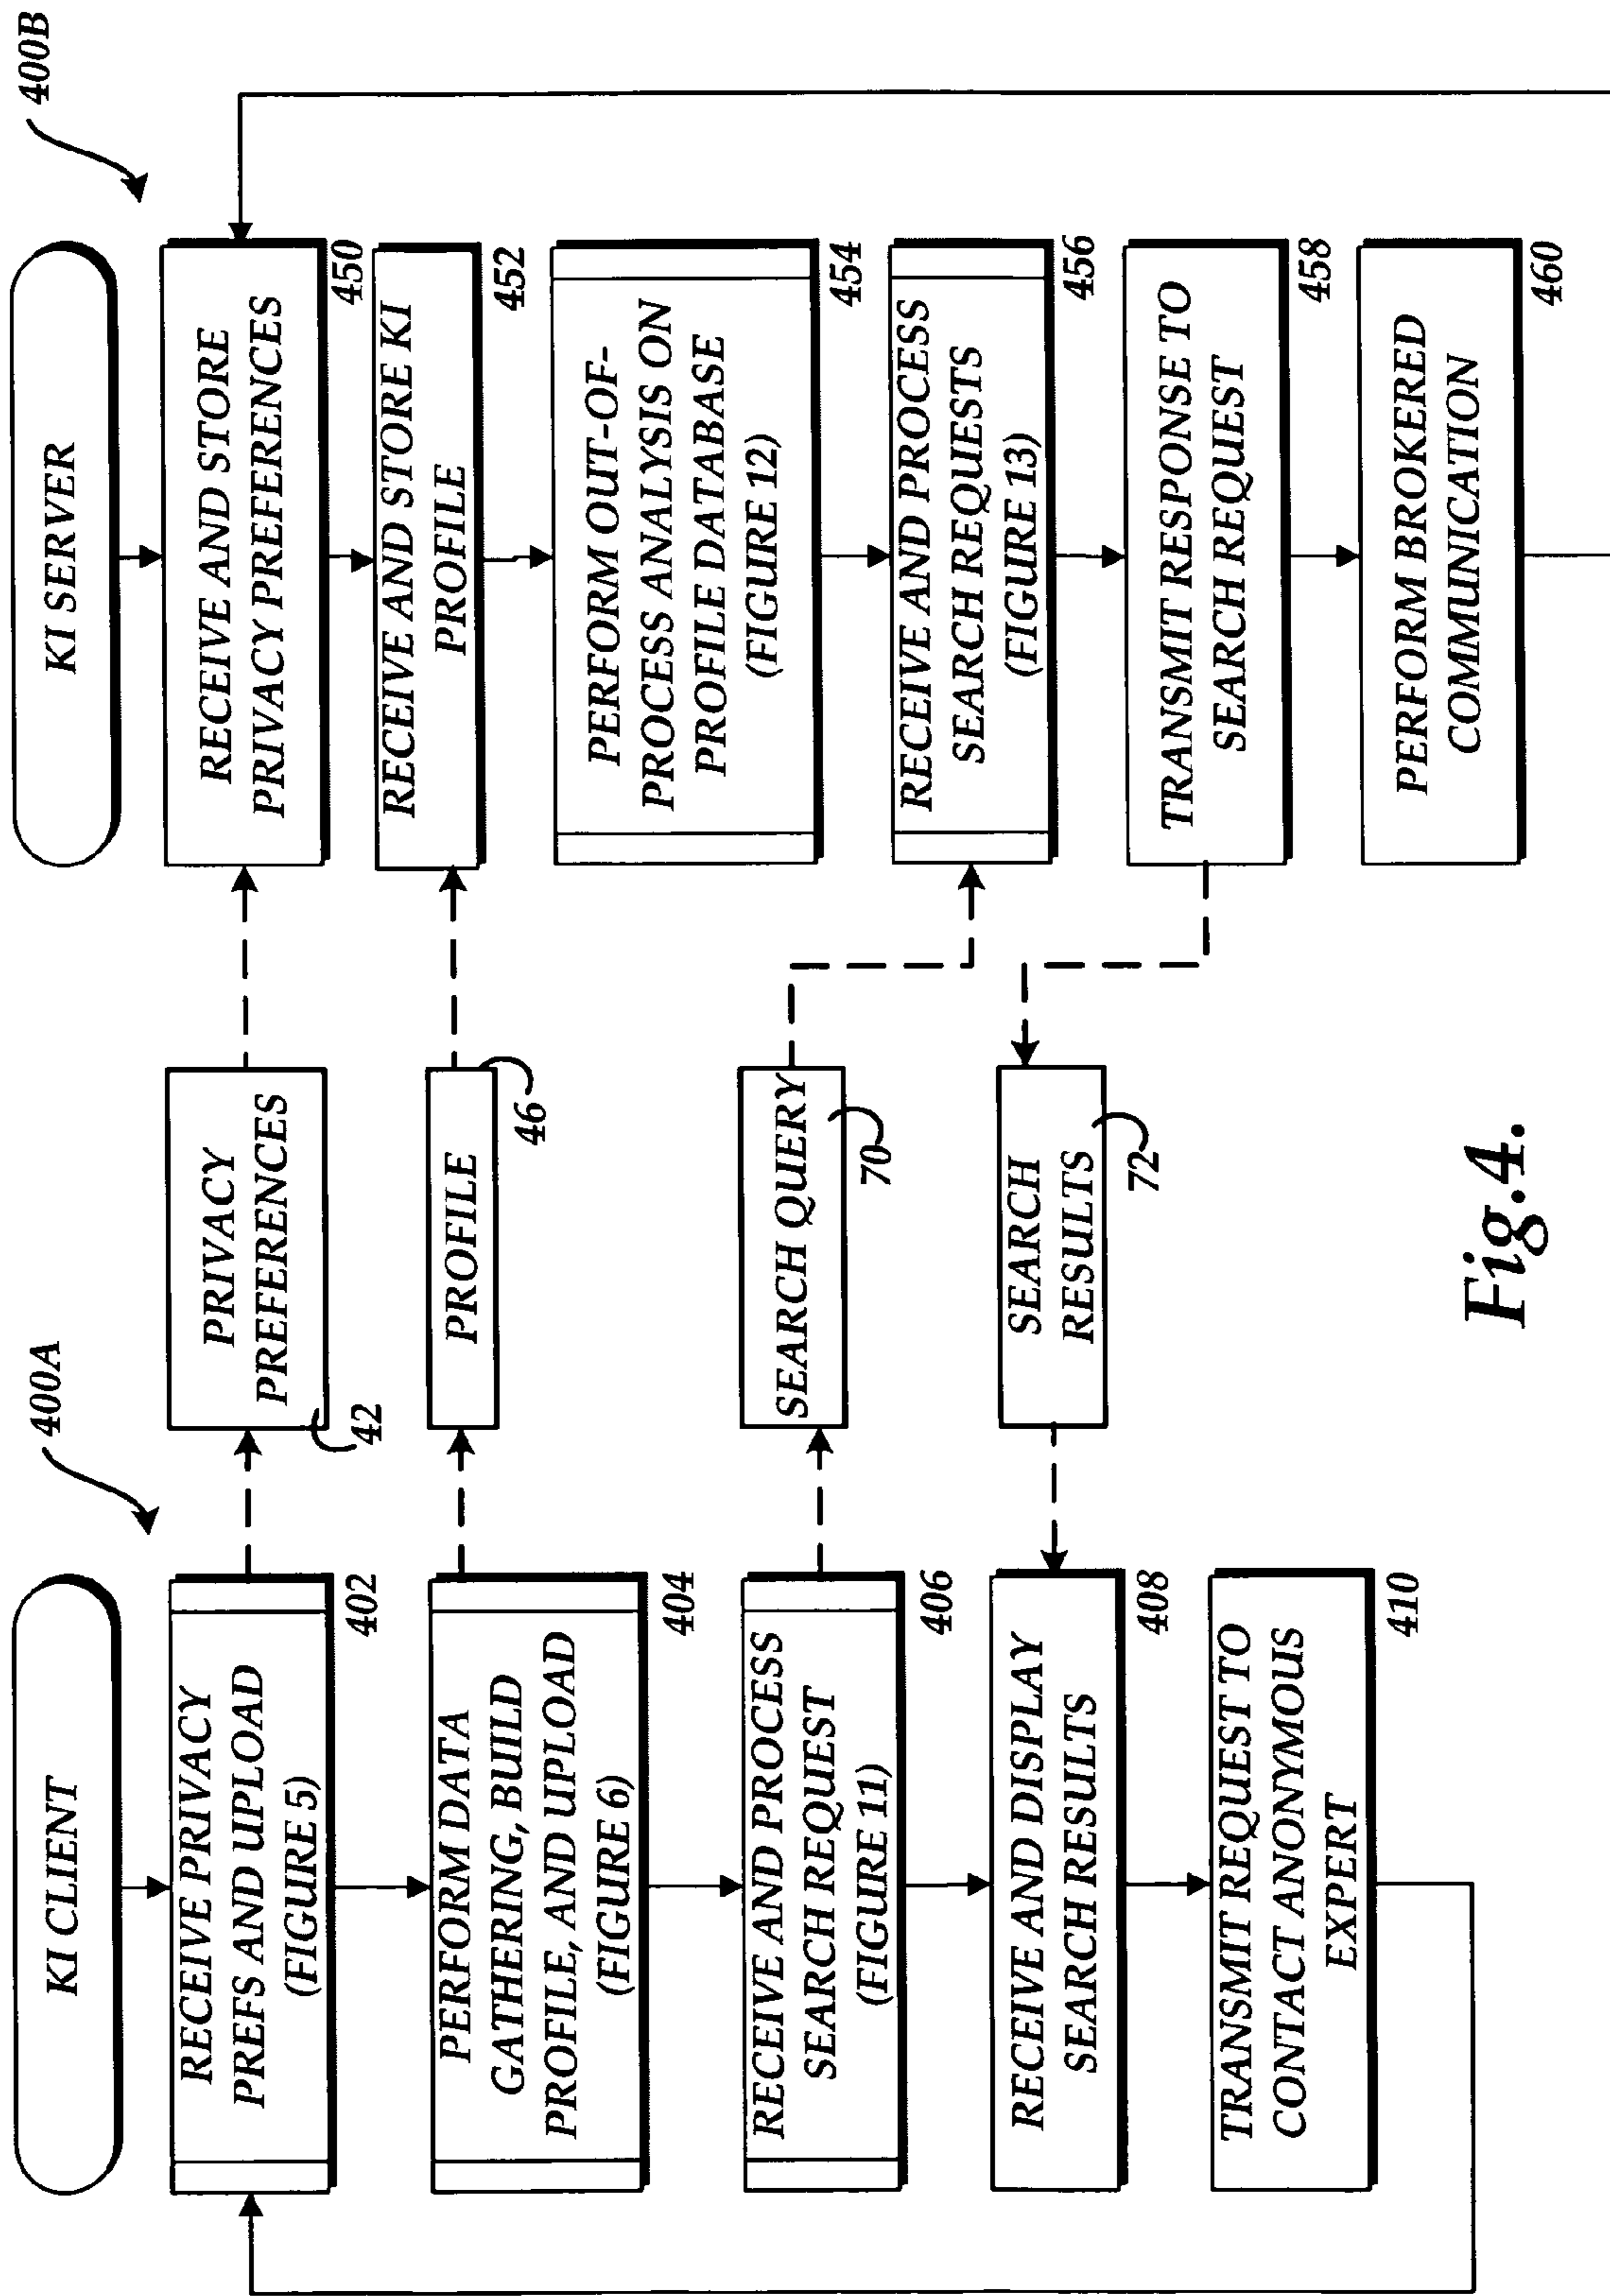 400A
KI CLIENT
RECEIVE PRIVACY
PREFS AND UPLOAD
(FIGURE 5)
402
PERFORM DATA
GATHERING, BUILD
PROFILE, AND UPLOAD
(FIGURE 6)
404
RECEIVE AND PROCESS
SEARCH REQUEST
(FIGURE 11)
406
RECEIVE AND DISPLAY
SEARCH RESULTS
408
TRANSMIT REQUEST TO
CONTACT ANONYMOUS
EXPERT
410
PRIVACY
PREFERENCES
42
PROFILE
46
SEARCH QUERY
70
SEARCH
RESULTS
72
400B
KI SERVER
RECEIVE AND STORE
PRIVACY PREFERENCES
450
RECEIVE AND STORE KI
PROFILE
452
PERFORM OUT-OF-
PROCESS ANALYSIS ON
PROFILE DATABASE
(FIGURE 12)
454
RECEIVE AND PROCESS
SEARCH REQUESTS
(FIGURE 13)
456
TRANSMIT RESPONSE TO
SEARCH REQUEST
458
PERFORM BROKERED
COMMUNICATION
460
Fig.4.